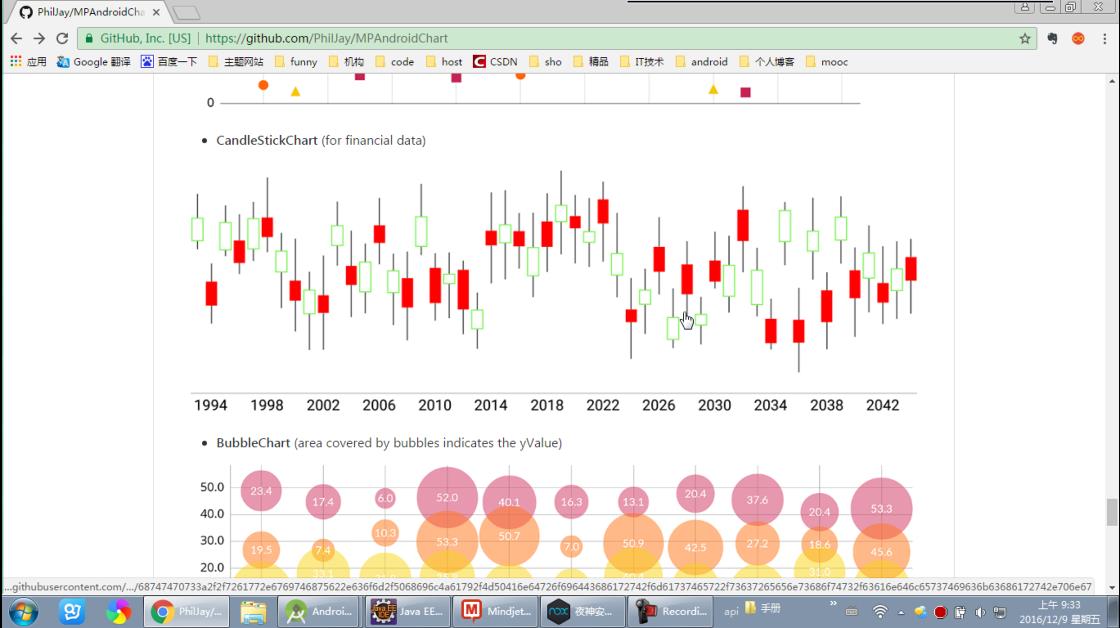 PhilJay/MPAndroidCha
GitHub, Inc. [US] | https://github.com/PhilJay/MPAndroidChart
应用 Google 翻译 百度一下 主题网站 funny 机构 code host CSDN sho 精品 IT技术 android 个人博客 mooc
0
CandleStickChart (for financial data)
1994 1998 2002 2006 2010 2014 2018 2022 2026 2030 2034 2038 2042
BubbleChart (area covered by bubbles indicates the yValue)
50.0
40.0
30.0
20.0
23.4 17.4 6.0 52.0 40.1 16.3 13.1 20.4 37.6 20.4 53.3
19.5 7.4 10.3 53.3 50.7 7.0 50.9 42.5 27.2 18.6 45.6
PhilJay/... Androi... Java EE... Mindjet... 夜神安... Recordi... api 手册
上午 9:33
2016/12/9 星期五